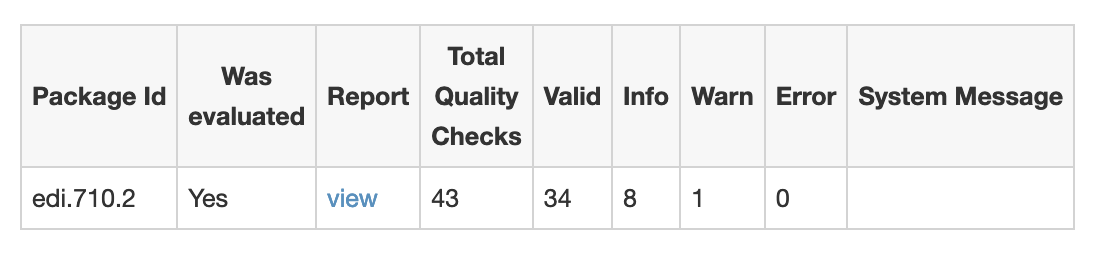 Package Id
Was
evaluated
Report
Total
Quality
Checks
Valid
Info
Warn
Error
System Message
edi.710.2
Yes
view
43
34
8
1
0